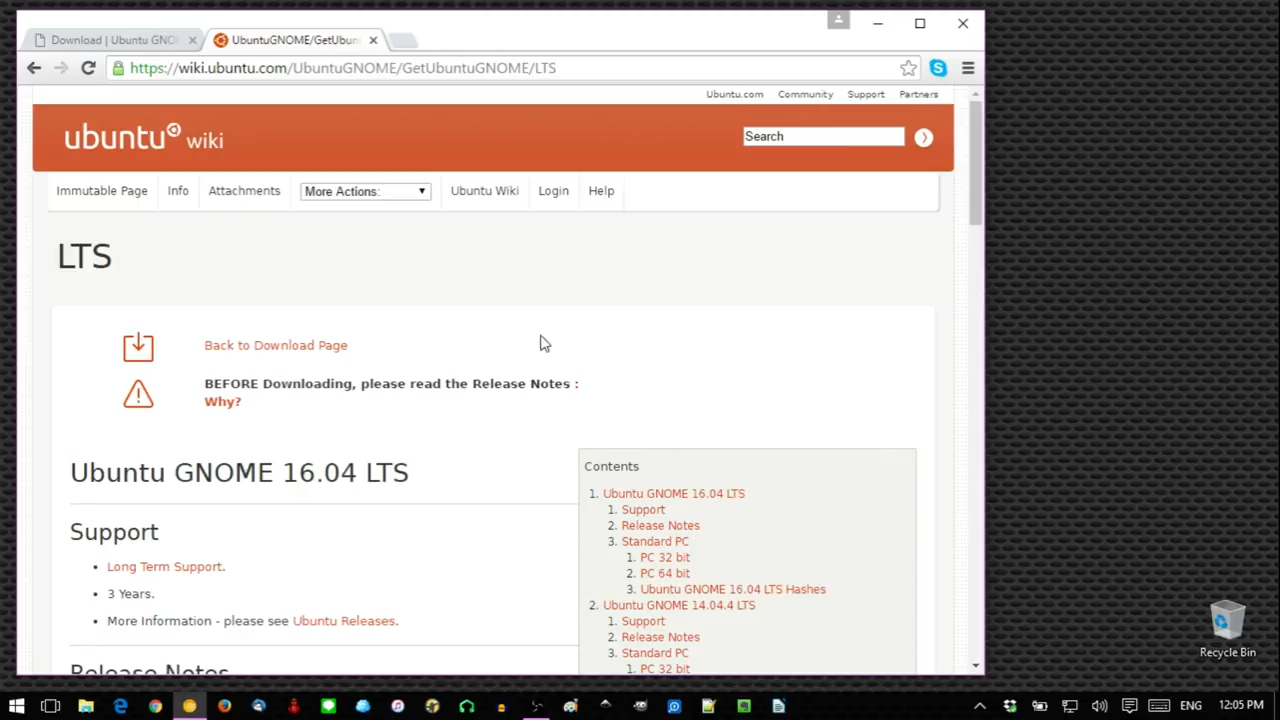 Download | Ubuntu GNO
UbuntuGNOME/GetUbun
https://wiki.ubuntu.com/UbuntuGNOME/GetUbuntuGNOME/LTS
Ubuntu.com Community Support Partners
ubuntu wiki
Search
Immutable Page Info Attachments More Actions: Ubuntu Wiki Login Help
LTS
Back to Download Page
BEFORE Downloading, please read the Release Notes :
Why?
Ubuntu GNOME 16.04 LTS
Support
Long Term Support.
3 Years.
More Information - please see Ubuntu Releases.
Release Notes
Contents
1. Ubuntu GNOME 16.04 LTS
1. Support
2. Release Notes
3. Standard PC
1. PC 32 bit
2. PC 64 bit
3. Ubuntu GNOME 16.04 LTS Hashes
2. Ubuntu GNOME 14.04.4 LTS
1. Support
2. Release Notes
3. Standard PC
1. PC 32 bit
Recycle Bin
ENG 12:05 PM